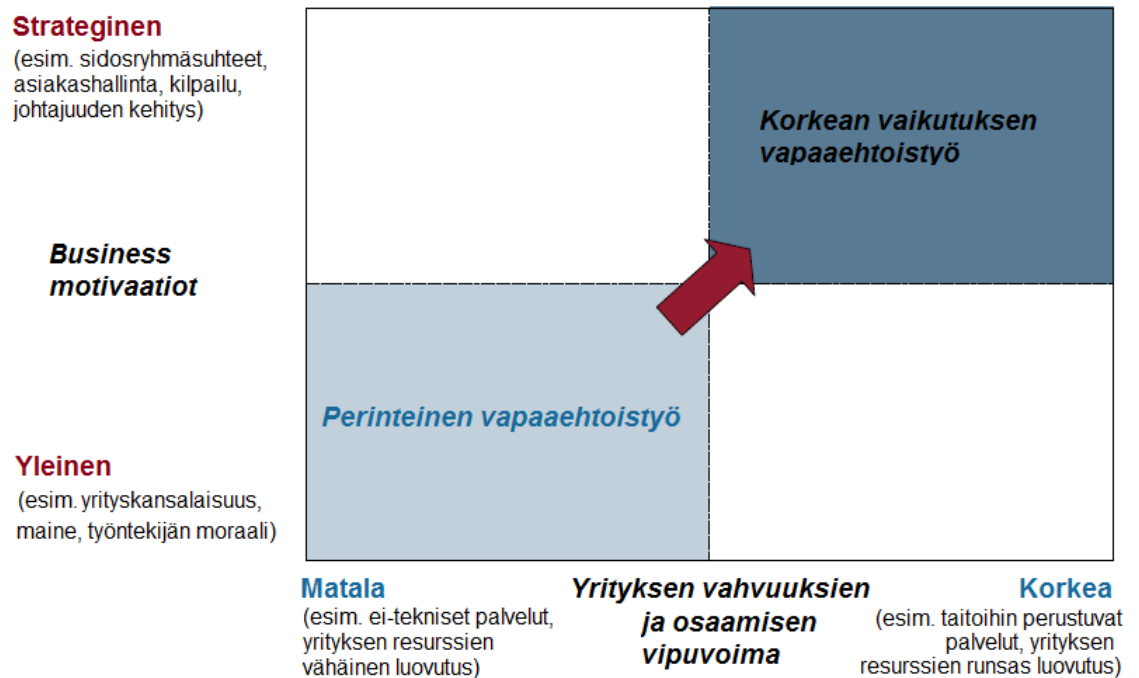 Strateginen
(esim. sidosryhmäsuhteet,
asiakashallinta, kilpailu,
johtajuuden kehitys)
Korkean vaikutuksen
vapaaehtoistyö
Business
motivaatiot
Perinteinen vapaaehtoistyö
Yleinen
(esim. yrityskansalaisuus,
maine, työntekijän moraali)
Matala
(esim. ei-tekniset palvelut,
yrityksen resurssien
vähäinen luovutus)
Yrityksen vahvuuksien
ja osaamisen
vipuvoima
Korkea
(esim. taitoihin perustuvat
palvelut, yrityksen
resurssien runsas luovutus)